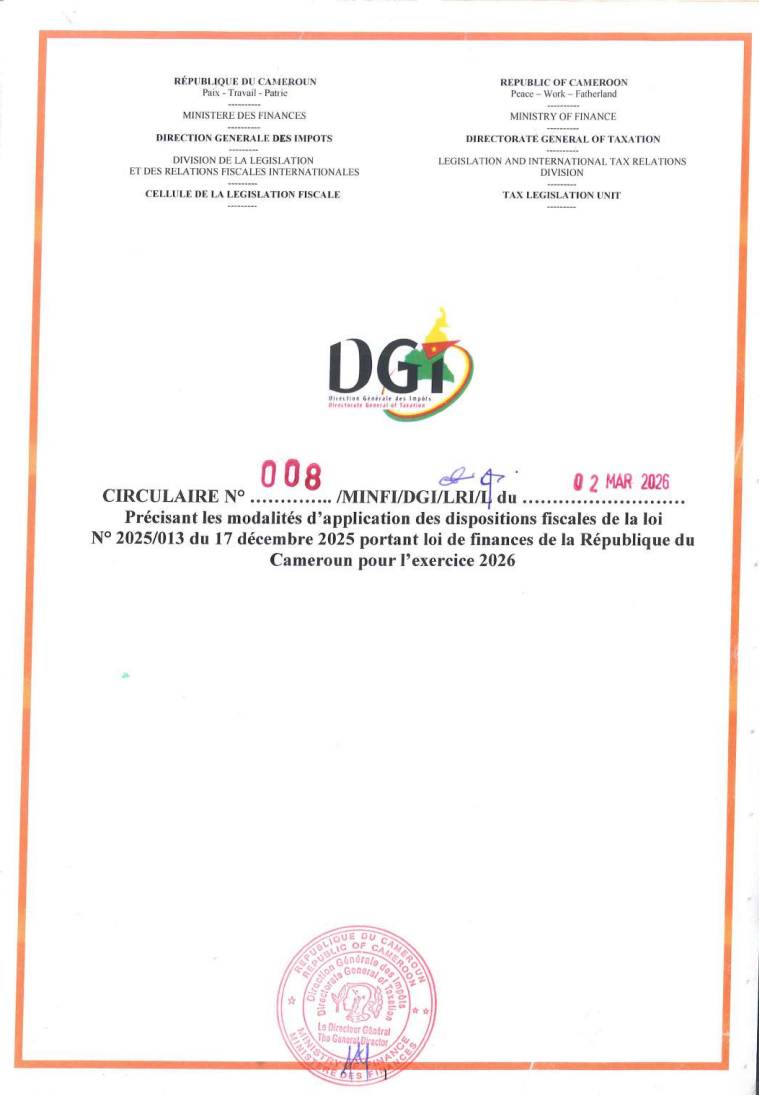 RÉPUBLIQUE DU CAMEROUN
Paix - Travail - Patrie
----------
MINISTERE DES FINANCES
----------
DIRECTION GENERALE DES IMPOTS
---------
DIVISION DE LA LEGISLATION
ET DES RELATIONS FISCALES INTERNATIONALES
---------
CELLULE DE LA LEGISLATION FISCALE
---------
REPUBLIC OF CAMEROON
Peace – Work – Fatherland
----------
MINISTRY OF FINANCE
----------
DIRECTORATE GENERAL OF TAXATION
---------
LEGISLATION AND INTERNATIONAL TAX RELATIONS
DIVISION
---------
TAX LEGISLATION UNIT
---------
DGI
Direction Générale des Impôts
Directorate General of Taxation
CIRCULAIRE N° 008 /MINFI/DGI/LRI/L du 02 MAR 2026
Précisant les modalités d'application des dispositions fiscales de la loi
N° 2025/013 du 17 décembre 2025 portant loi de finances de la République du
Cameroun pour l'exercice 2026
REPUBLIQUE DU CAMEROUN
REPUBLIC OF CAMEROON
Direction Générale des Impôts
Directorate General of Taxation
Le Directeur Général
The General Director
MINISTRY OF FINANCE
MINISTERE DES FINANCES
1